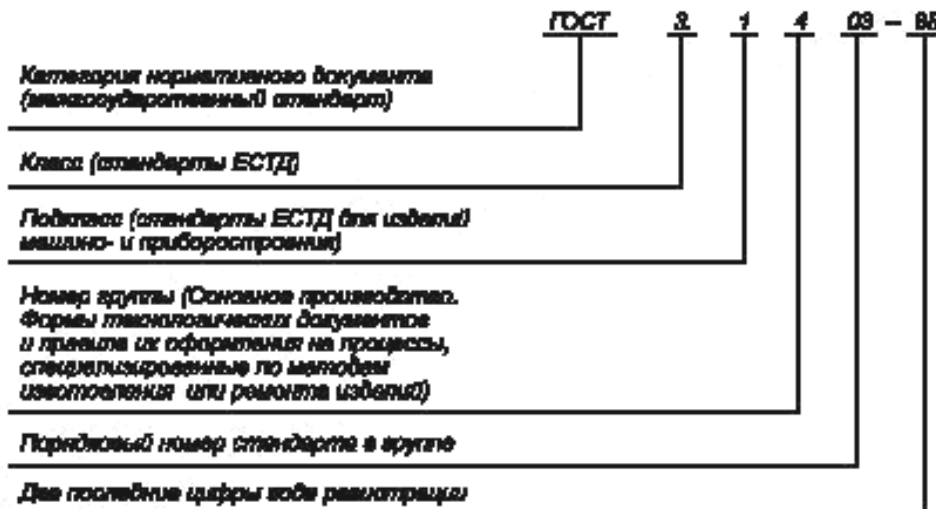 ГОСТ 3. 1 4 03 –
Категория нормативного документа
(межгосударственный стандарт)
Класс (стандарты ЕСТД)
Подкласс (стандарты ЕСТД для изделий
машино- и приборостроения)
Номер группы (Основное производство.
Формы технологических документов
и правила их оформления на процессы,
специализированные по методам
изготовления или ремонта изделий)
Порядковый номер стандарта в группе
Две последние цифры года регистрации